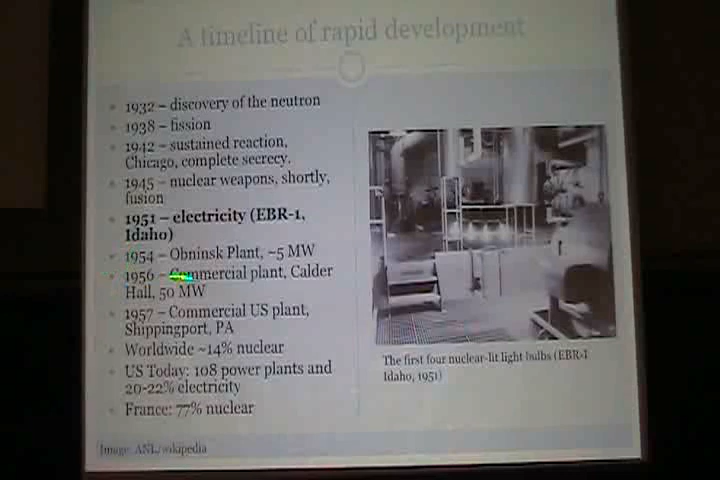 A timeline of rapid development
1932 – discovery of the neutron
1938 – fission
1942 – sustained reaction,
Chicago, complete secrecy.
1945 – nuclear weapons, shortly,
fusion
1951 – electricity (EBR-1,
Idaho)
1954 – Obninsk Plant, ~5 MW
1956 – Commercial plant, Calder
Hall, 50 MW
1957 – Commercial US plant,
Shippingport, PA
Worldwide ~14% nuclear
US Today: 108 power plants and
20-22% electricity
France: 77% nuclear
The first four nuclear-lit light bulbs (EBR-I
Idaho, 1951)
Image: ANL/wikipedia